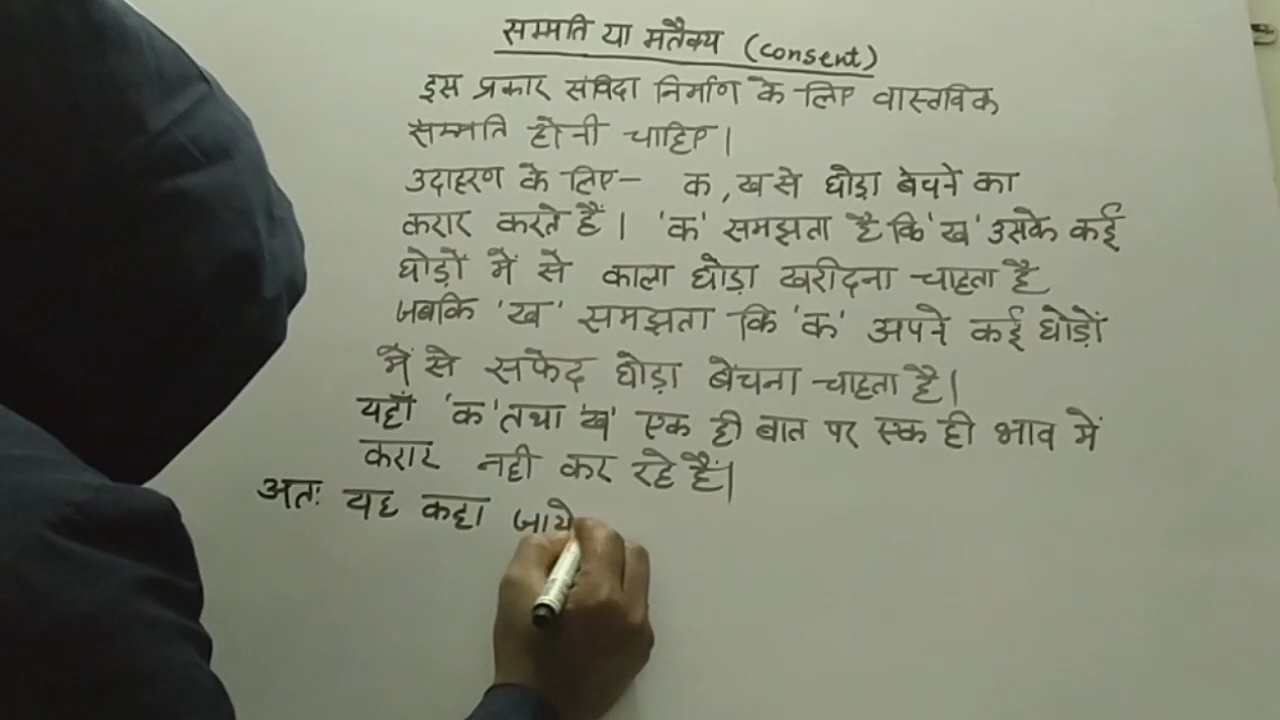 सम्मति या मतैक्य (consent)
इस प्रकार संविदा निर्माण के लिए वास्तविक
सम्मति होनी चाहिए।
उदाहरण के लिए- क, ख से घोड़ा बेचने का
करार करते हैं। 'क' समझता है कि 'ख' उसके कई
घोड़ों में से काला घोड़ा खरीदना चाहता है
जबकि 'ख' समझता कि 'क' अपने कई घोड़ों
में से सफेद घोड़ा बेचना चाहता है।
यहाँ 'क' तथा 'ख' एक ही बात पर एक ही भाव में
करार नही कर रहे हैं।
अतः यह कहा जाये